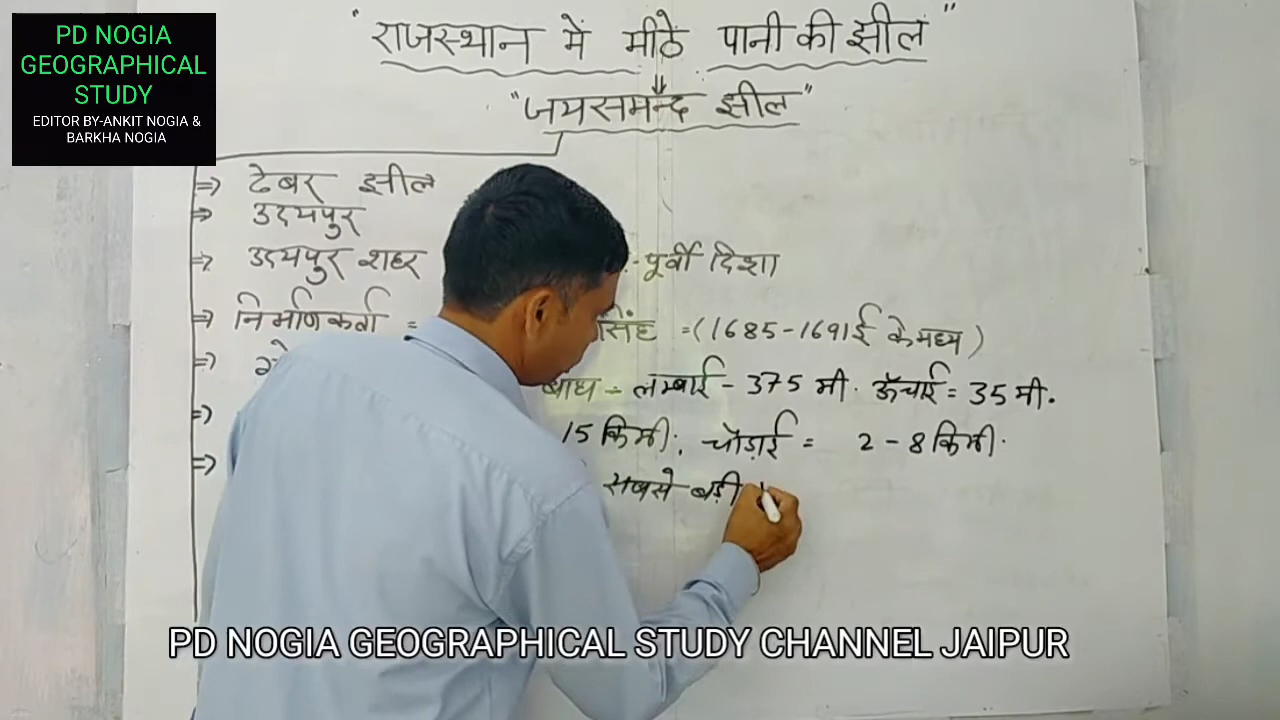 PD NOGIA
GEOGRAPHICAL
STUDY
EDITOR BY-ANKIT NOGIA &
BARKHA NOGIA
"राजस्थान में मीठे पानी की झील"
"जयसमन्द झील"
=> ढेबर झील
=> उदयपुर
=> उदयपुर शहर पूर्वी दिशा
=> निर्माणकर्ता = सिंह =(1685-1691ई के मध्य)
=> बाध - लम्बाई - 375 मी. ऊँचाई = 35 मी.
=> 15 किमी. चौड़ाई = 2-8 किमी.
=> सबसे बड़ी
PD NOGIA GEOGRAPHICAL STUDY CHANNEL JAIPUR